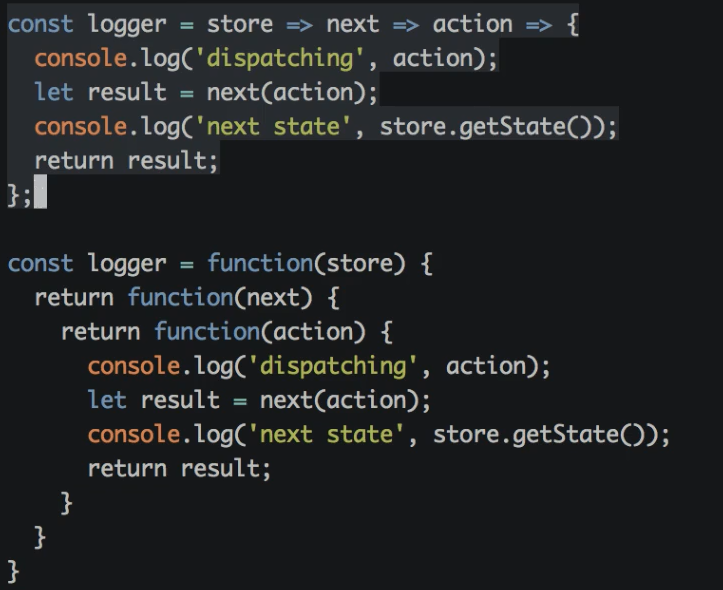 const logger = store => next => action => {
  console.log('dispatching', action);
  let result = next(action);
  console.log('next state', store.getState());
  return result;
};

const logger = function(store) {
  return function(next) {
    return function(action) {
      console.log('dispatching', action);
      let result = next(action);
      console.log('next state', store.getState());
      return result;
    }
  }
}